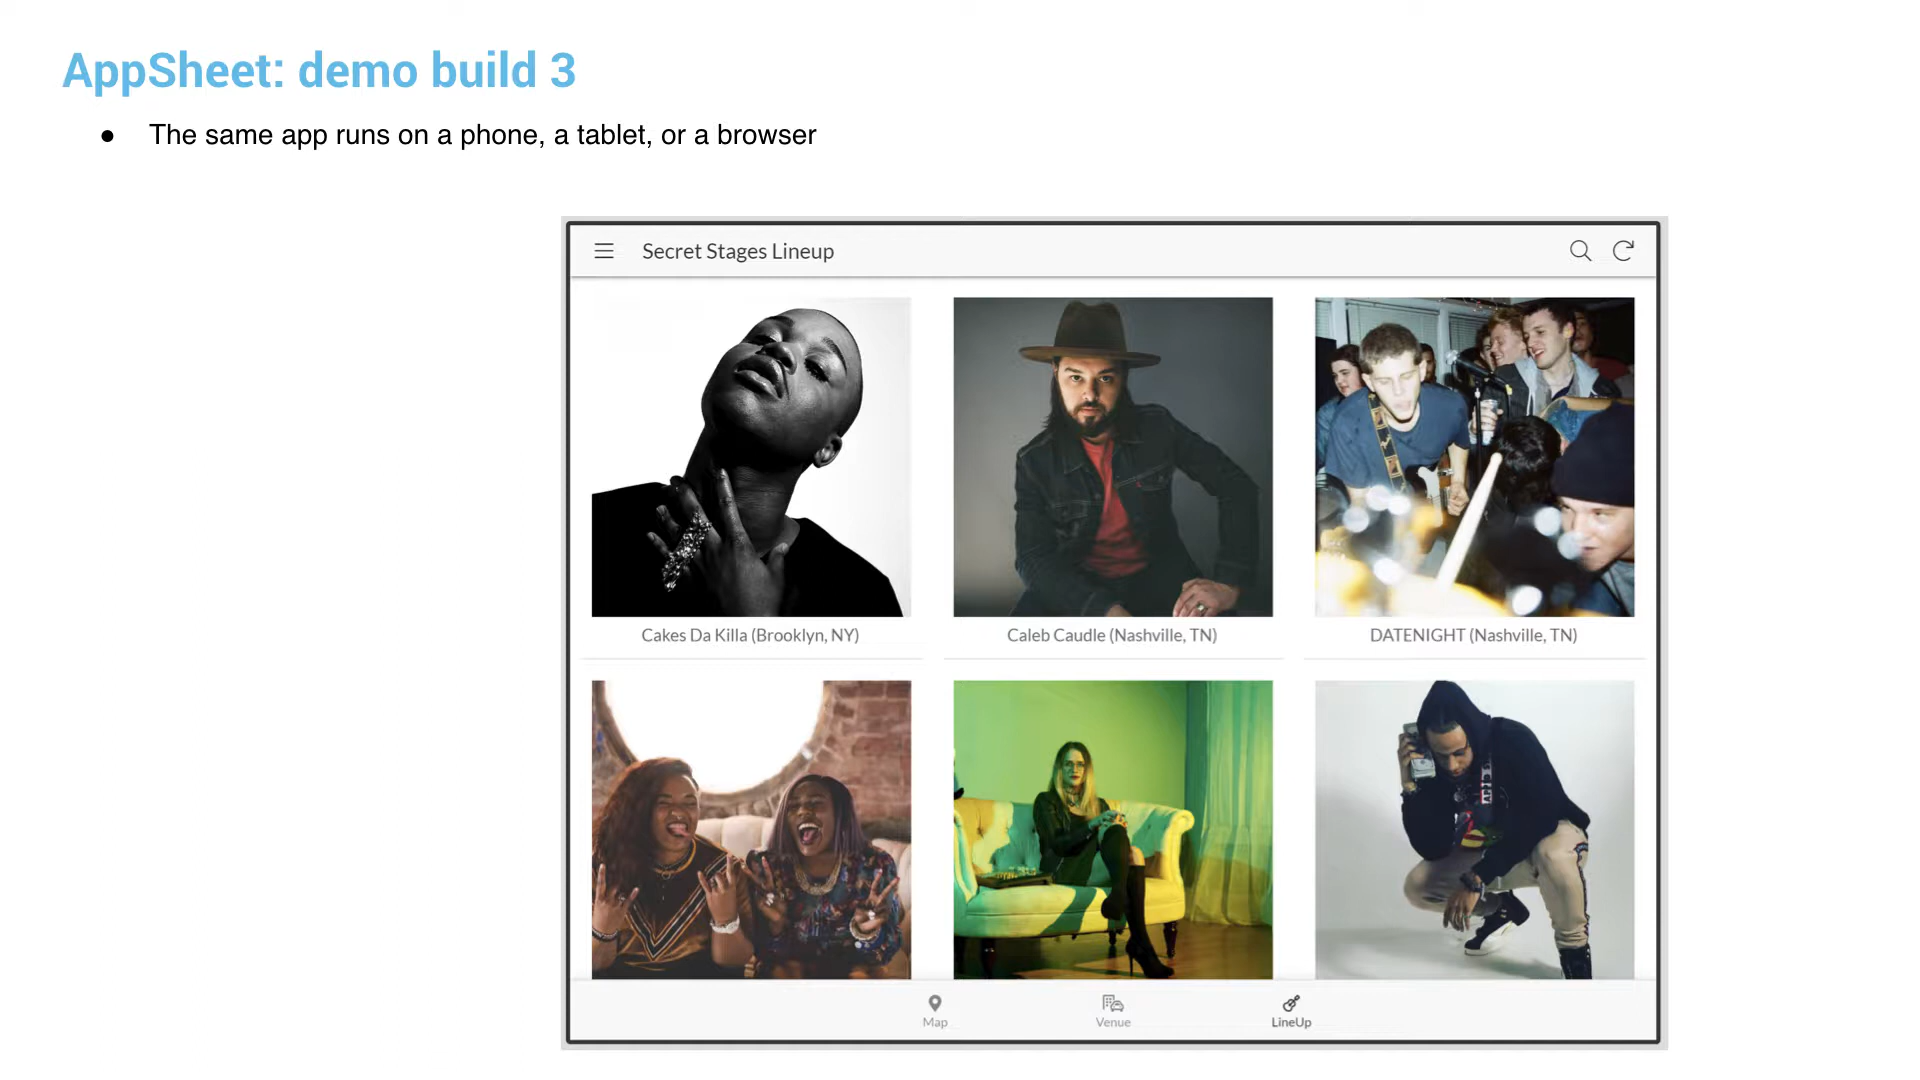 AppSheet: demo build 3
● The same app runs on a phone, a tablet, or a browser
Secret Stages Lineup
Cakes Da Killa (Brooklyn, NY)
Caleb Caudle (Nashville, TN)
DATENIGHT (Nashville, TN)
Map
Venue
LineUp